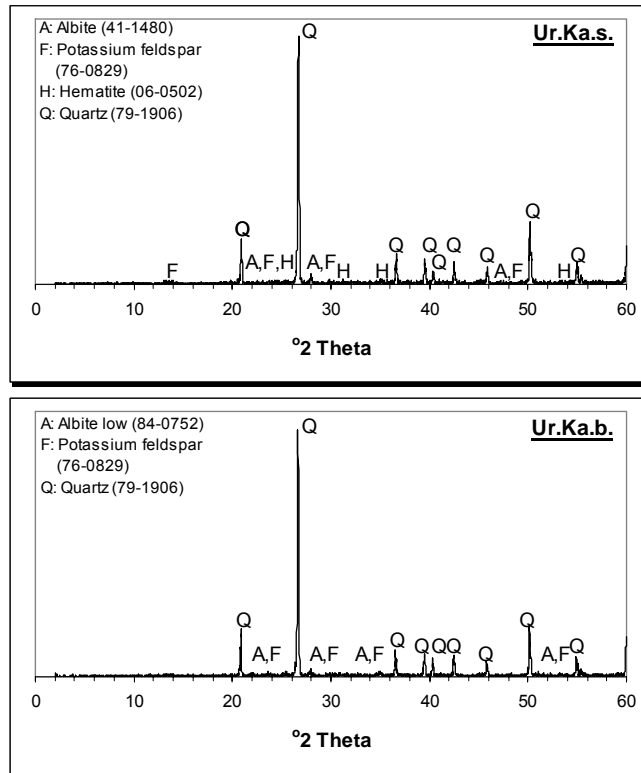 A: Albite (41-1480)
F: Potassium feldspar
(76-0829)
H: Hematite (06-0502)
Q: Quartz (79-1906)
Ur.Ka.s.
Q
Q
Q
Q
Q
Q
Q
Q
Q
F
A,F,H
A,F
H
H
A,F
H
0 10 20 30 40 50 60
°2 Theta
A: Albite low (84-0752)
F: Potassium feldspar
(76-0829)
Q: Quartz (79-1906)
Ur.Ka.b.
Q
Q
Q
A,F
A,F
A,F
Q
Q
Q
Q
Q
A,F
Q
0 10 20 30 40 50 60
°2 Theta